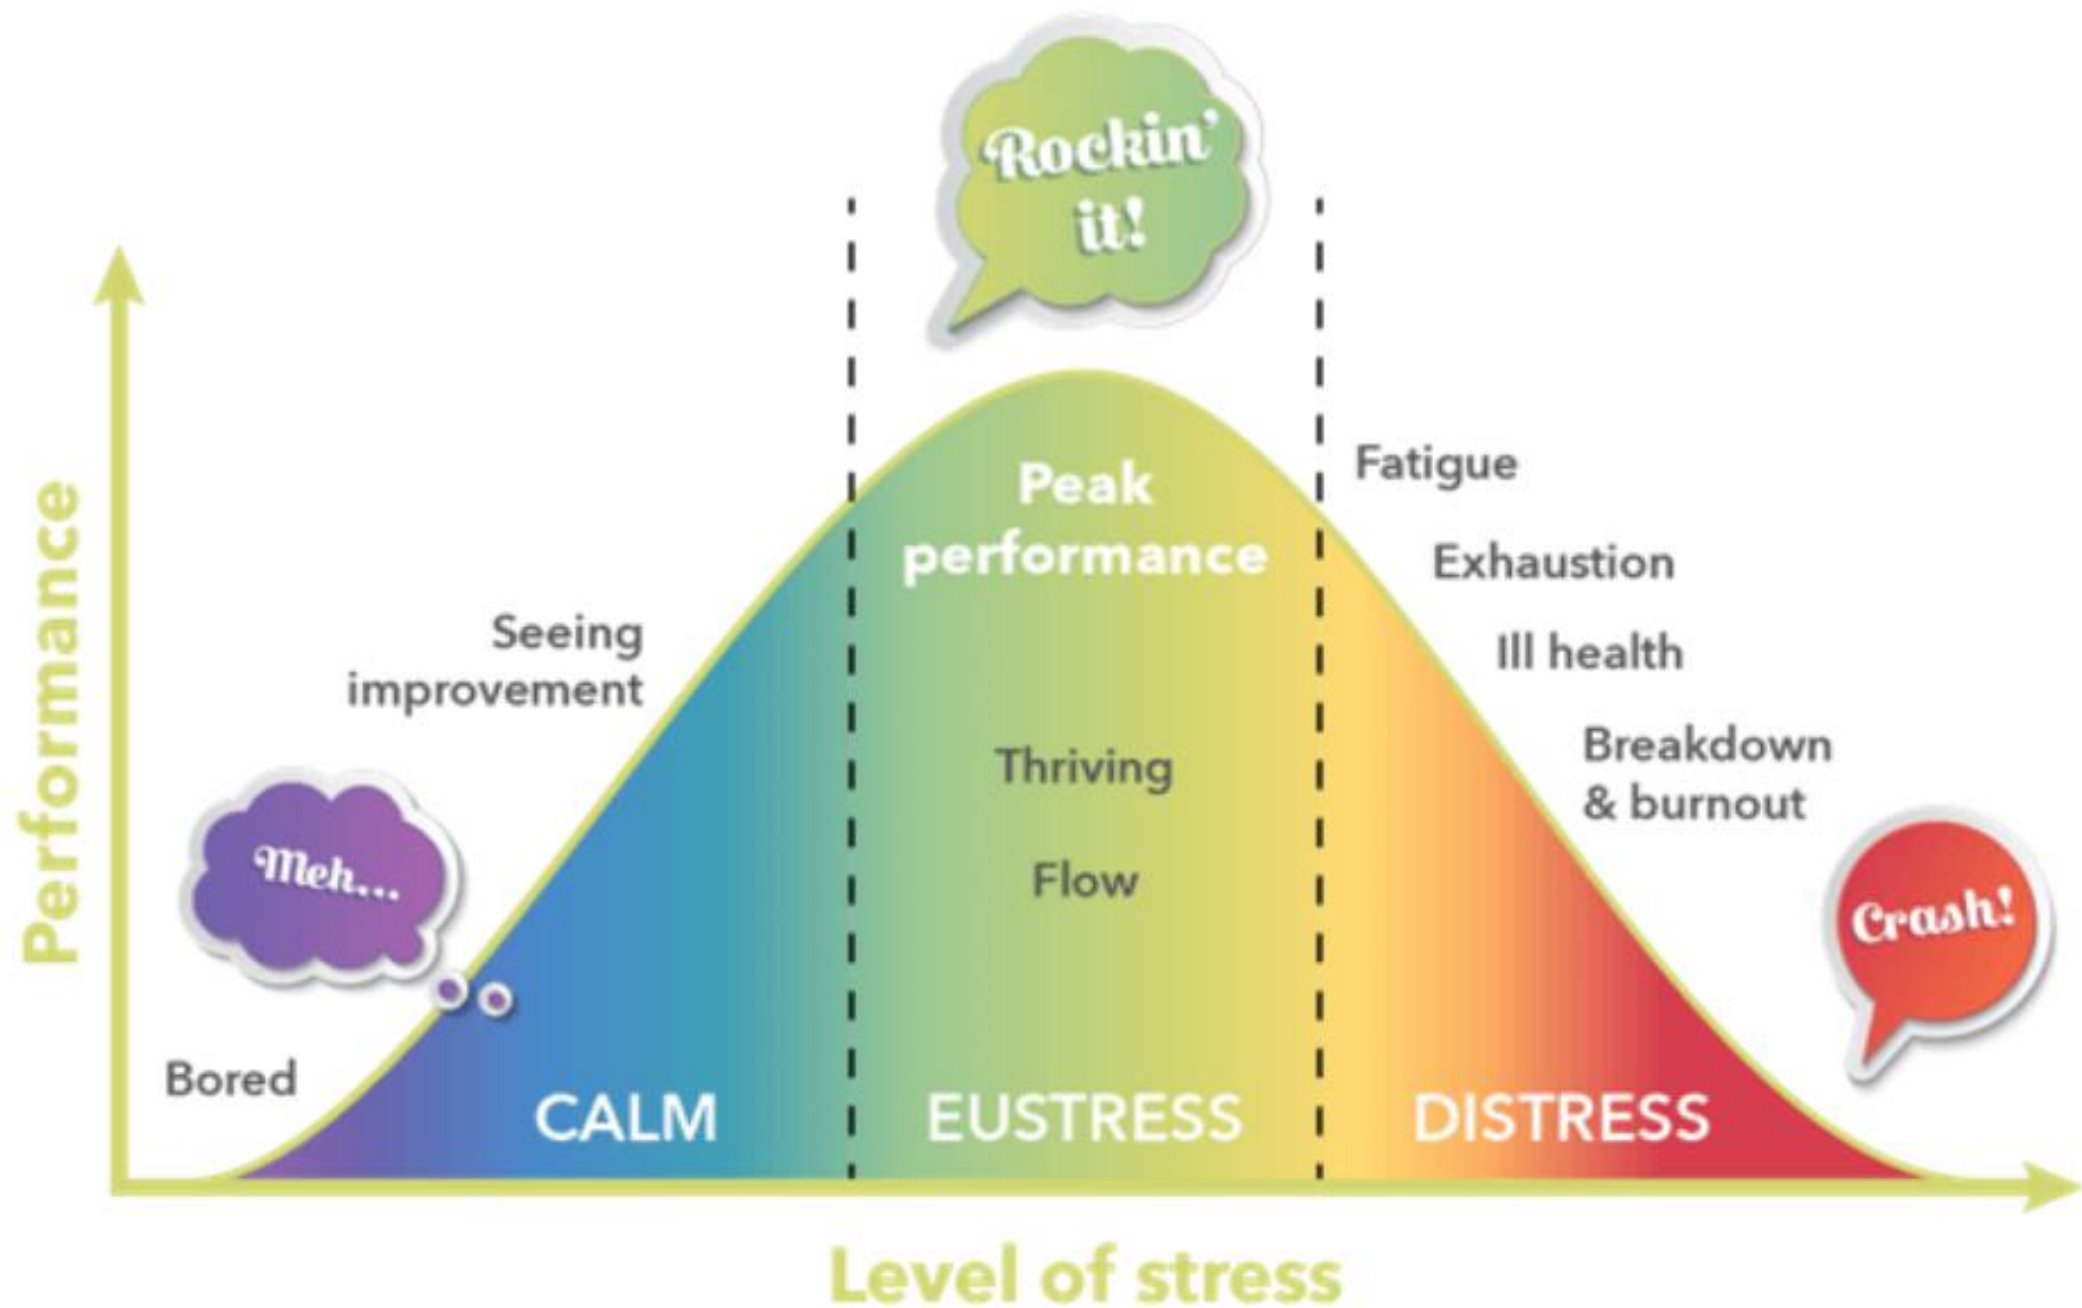 Rockin'
it!
Peak
performance
Fatigue
Exhaustion
Seeing
improvement
Ill health
Thriving
Breakdown
& burnout
Flow
Meh...
Crash!
Bored
CALM
EUSTRESS
DISTRESS
Performance
Level of stress